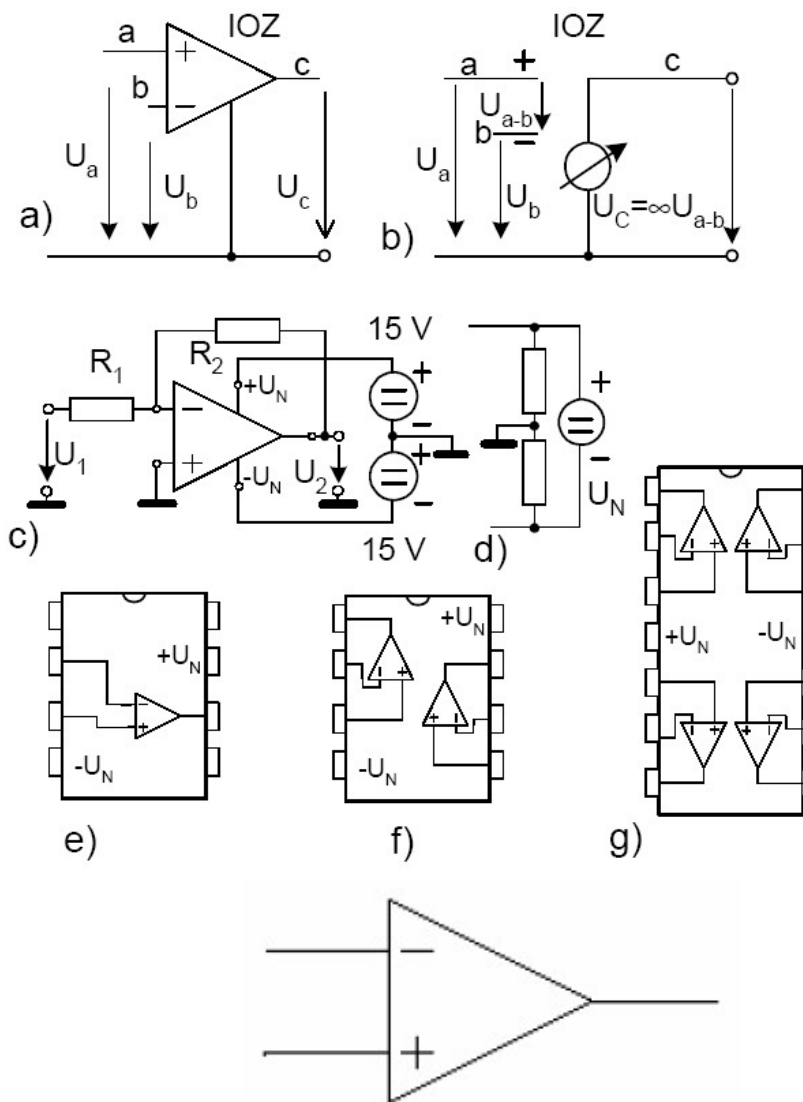 IOZ
a
+
c
b
−
U_a
U_b
U_c
a)
IOZ
a
+
c
U_a-b
b
−
U_a
U_b
U_C=∞U_a-b
b)
15 V
R_1
R_2
+U_N
+
−
−
+
U_1
-U_N
U_2
+
−
c)
15 V
+
−
U_N
d)
+U_N
−
+
-U_N
e)
+U_N
− +
+ −
-U_N
f)
− +
+ −
+U_N
-U_N
− +
+ −
g)
−
+